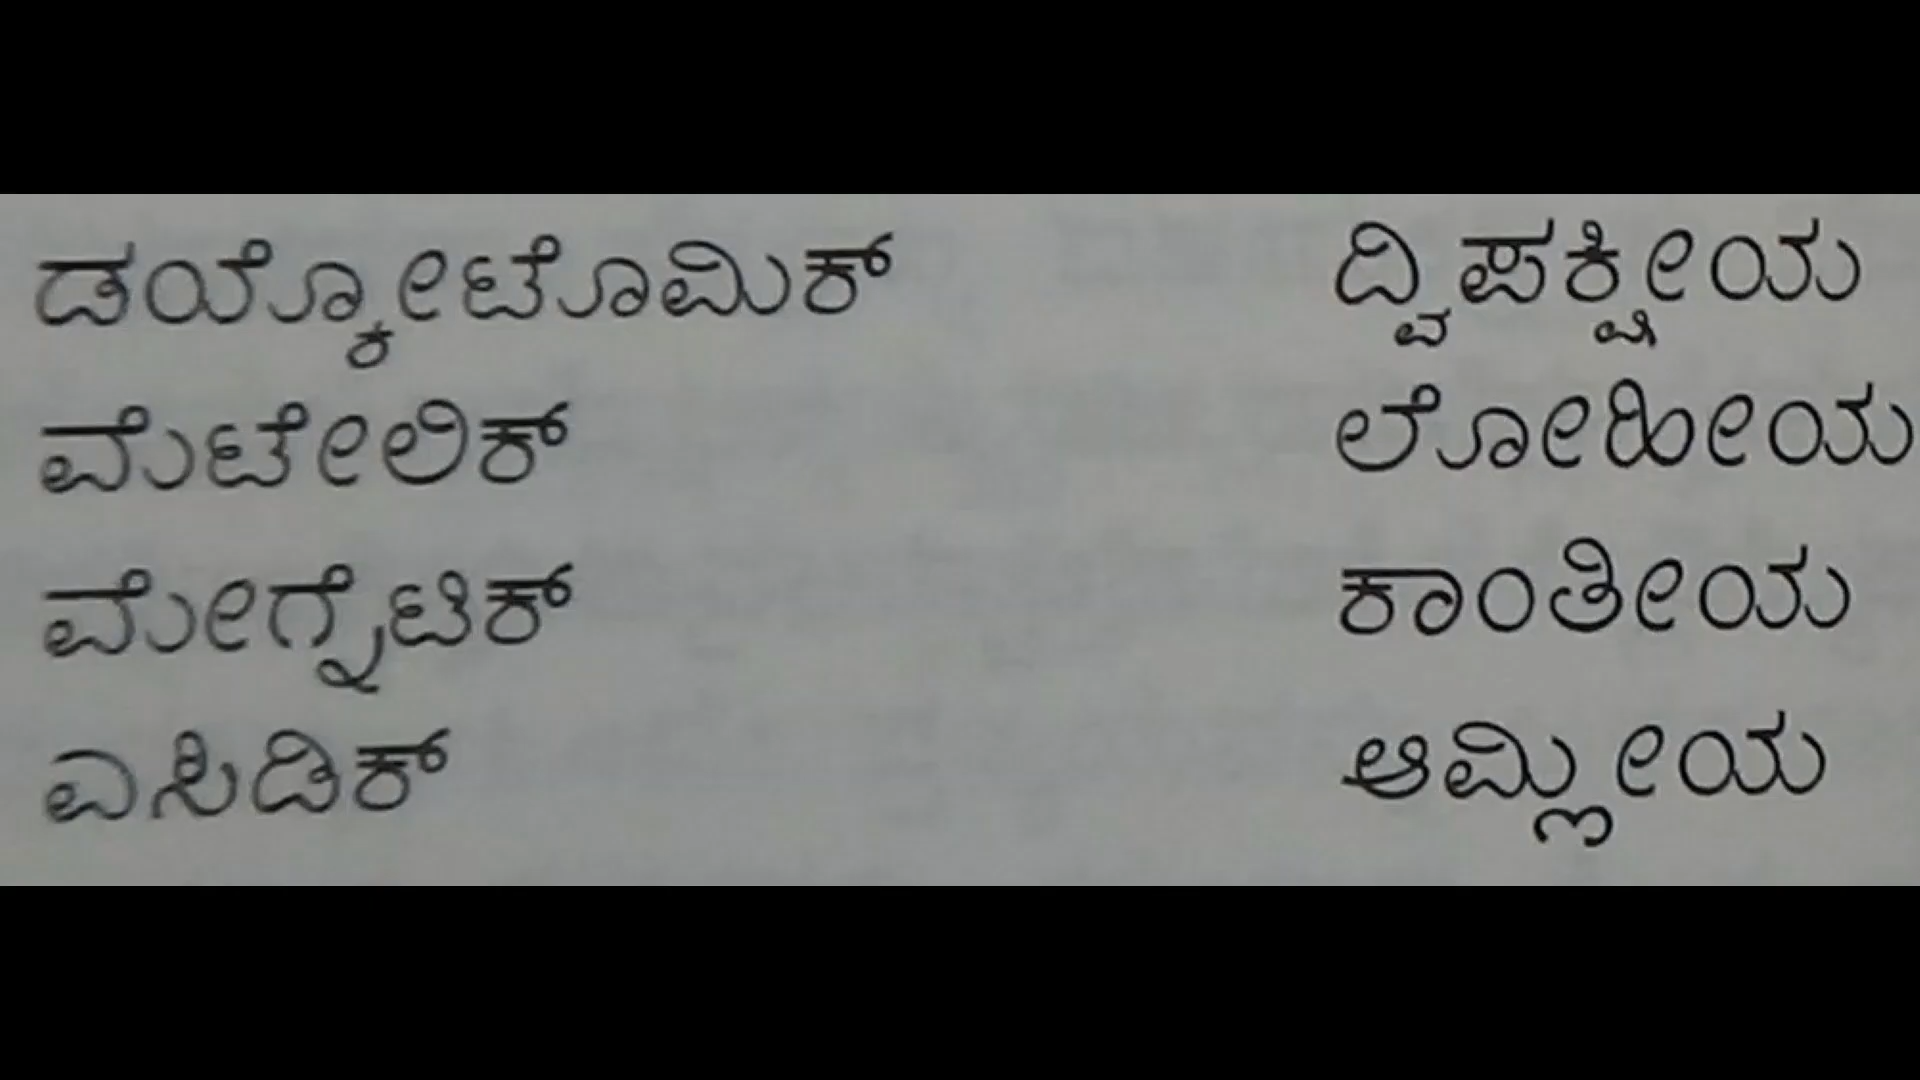 ಡಯ್ಕೋಟೊಮಿಕ್ ದ್ವಿಪಕ್ಷೀಯ
ಮೆಟೇಲಿಕ್ ಲೋಹೀಯ
ಮೇಗ್ನೆಟಿಕ್ ಕಾಂತೀಯ
ಎಸಿಡಿಕ್ ಆಮ್ಲೀಯ